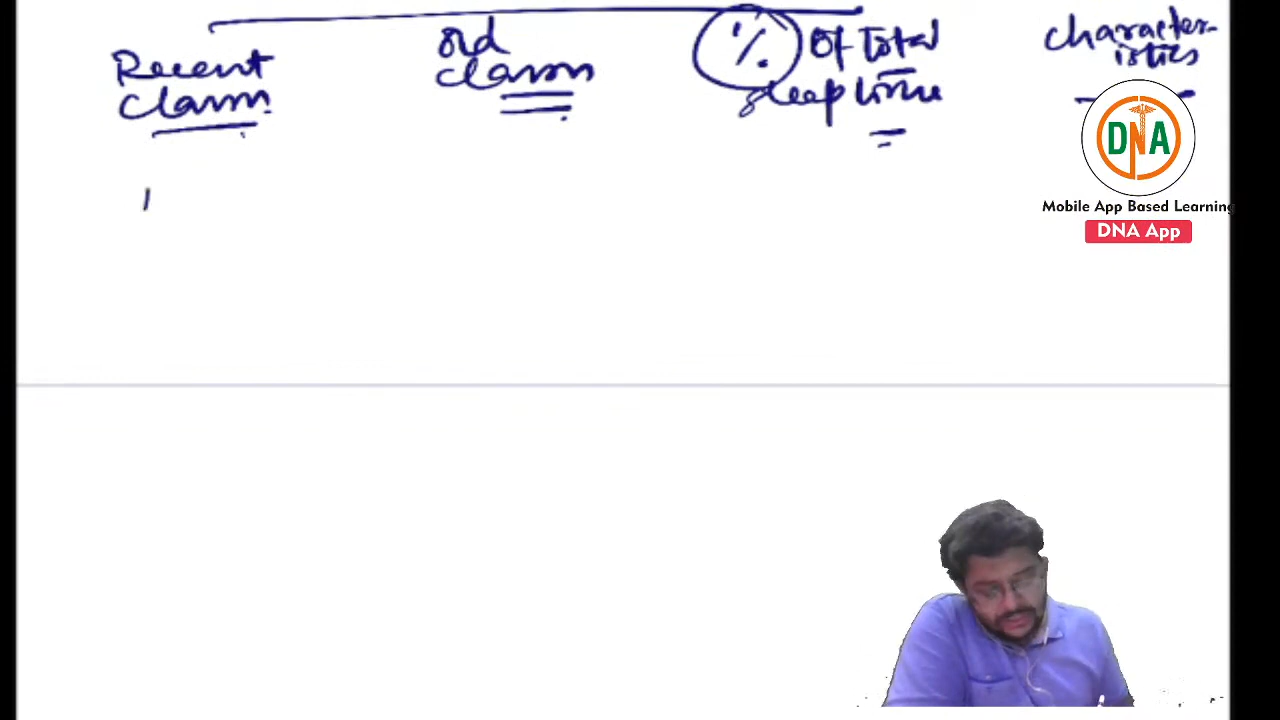 Recent
Classn
Old
Classn
% Of Total
sleep time
character-
istics
DNA
Mobile App Based Learning
DNA App